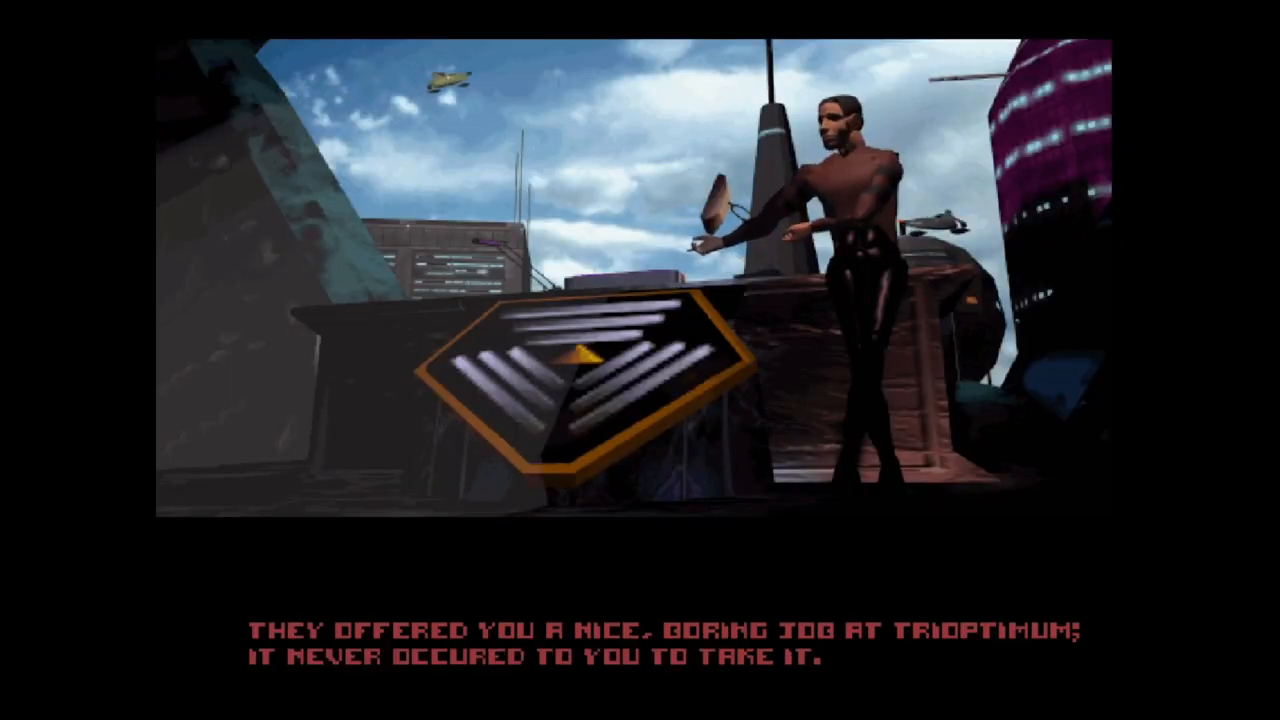 THEY OFFERED YOU A NICE, BORING JOB AT TRIOPTIMUM;
IT NEVER OCCURED TO YOU TO TAKE IT.